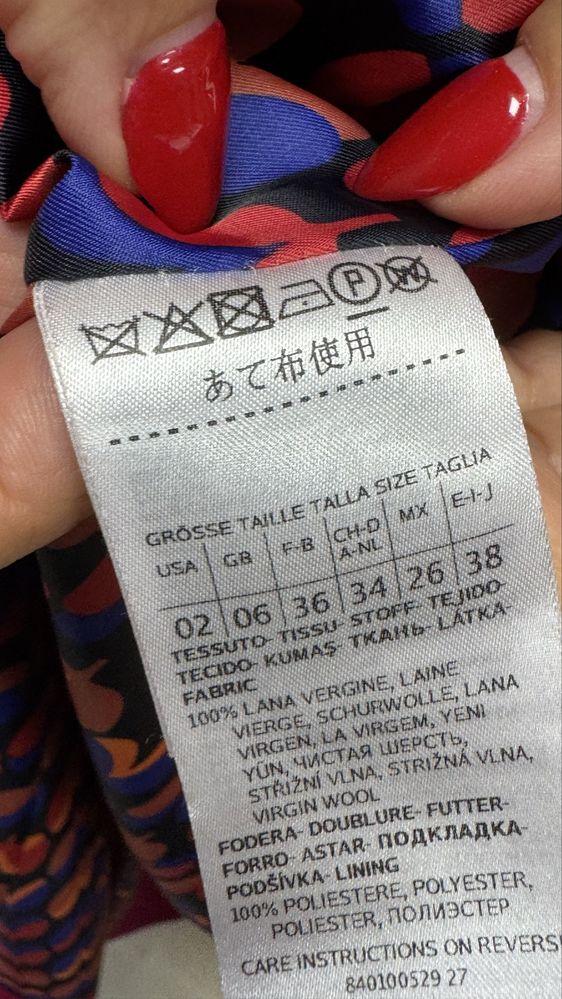 P
W
あて布使用
GRÖSSE TAILLE TALLA SIZE TAGLIA
USA GB F-B CH-D A-NL MX E-I-J
02 06 36 34 26 38
TESSUTO- TISSU- STOFF- TEJIDO-
TECIDO- KUMAŞ- ТКАНЬ- LÁTKA-
FABRIC
100% LANA VERGINE, LAINE
VIERGE, SCHURWOLLE, LANA
VIRGEN, LA VIRGEM, YENI
YÜN, ЧИСТАЯ ШЕРСТЬ,
STŘIŽNÍ VLNA, STRIŽNÁ VLNA,
VIRGIN WOOL
FODERA- DOUBLURE- FUTTER-
FORRO- ASTAR- ПОДКЛАДКА-
PODŠÍVKA- LINING
100% POLIESTERE, POLYESTER,
POLIESTER, ПОЛИЭСТЕР
CARE INSTRUCTIONS ON REVERS
840100529 27